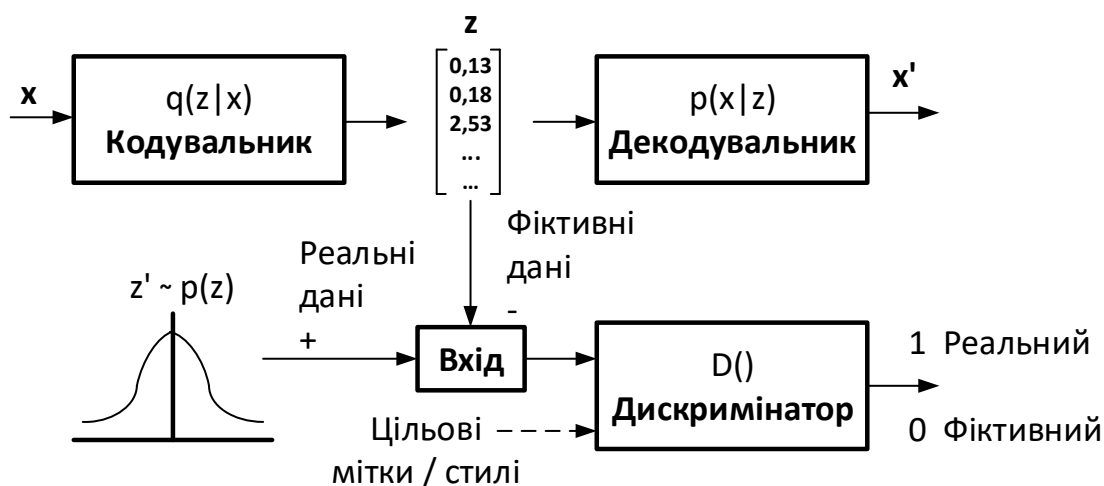 z
x
q(z|x)
Кодувальник
0,13
0,18
2,53
...
...
p(x|z)
Декодувальник
x'
Реальні
дані
+
Фіктивні
дані
-
z' ~ p(z)
Вхід
D()
Дискримінатор
1 Реальний
0 Фіктивний
Цільові
мітки / стилі